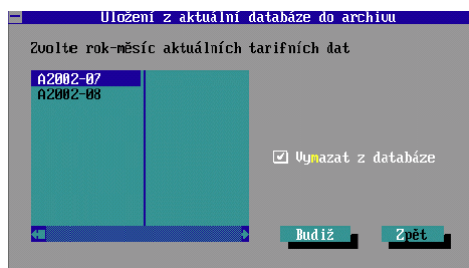 Uložení z aktuální databáze do archivu
Zvolte rok-měsíc aktuálních tarifních dat
A2002-07
A2002-08
Vymazat z databáze
Budiž
Zpět